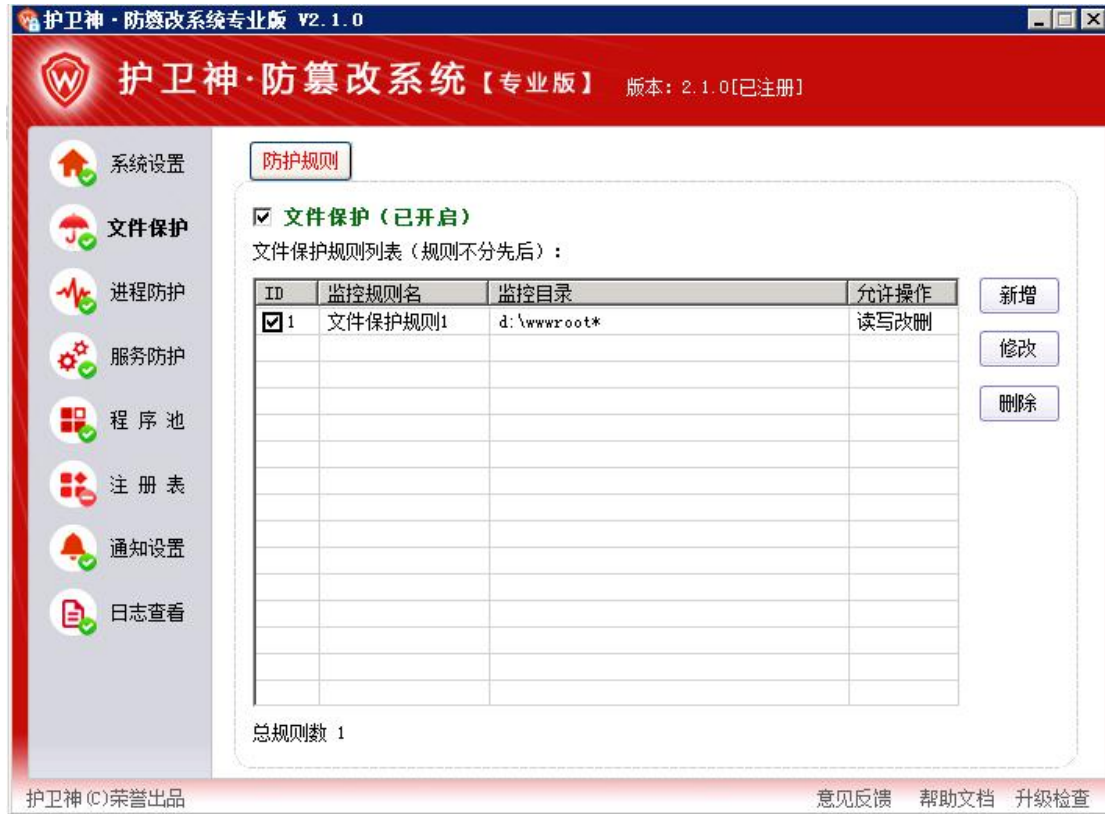 护卫神·防篡改系统专业版 V2.1.0
护卫神·防篡改系统【专业版】 版本：2.1.0[已注册]
系统设置
文件保护
进程防护
服务防护
程序池
注册表
通知设置
日志查看
防护规则
文件保护（已开启）
文件保护规则列表（规则不分先后）：
ID 监控规则名 监控目录 允许操作
1 文件保护规则1 d:\wwwroot* 读写改删
新增
修改
删除
总规则数 1
护卫神(C)荣誉出品 意见反馈 帮助文档 升级检查